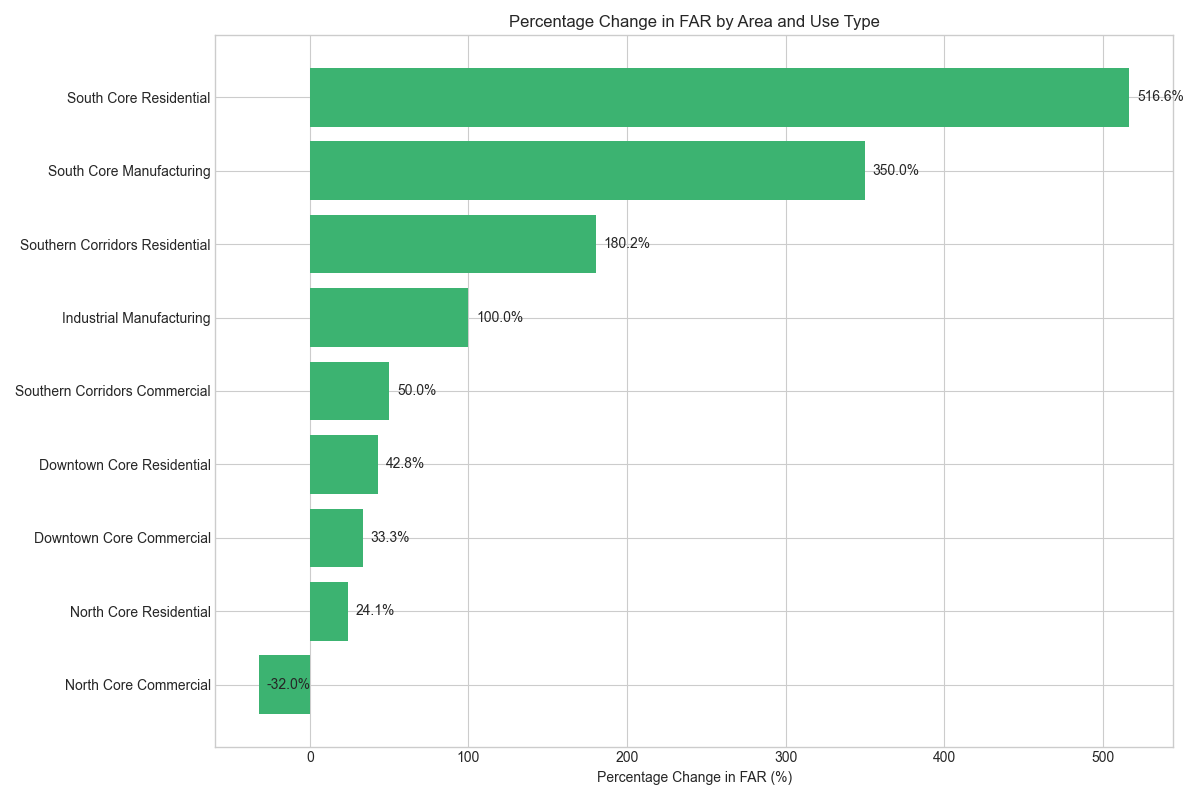 Percentage Change in FAR by Area and Use Type
South Core Residential 516.6%
South Core Manufacturing 350.0%
Southern Corridors Residential 180.2%
Industrial Manufacturing 100.0%
Southern Corridors Commercial 50.0%
Downtown Core Residential 42.8%
Downtown Core Commercial 33.3%
North Core Residential 24.1%
North Core Commercial -32.0%
0 100 200 300 400 500
Percentage Change in FAR (%)